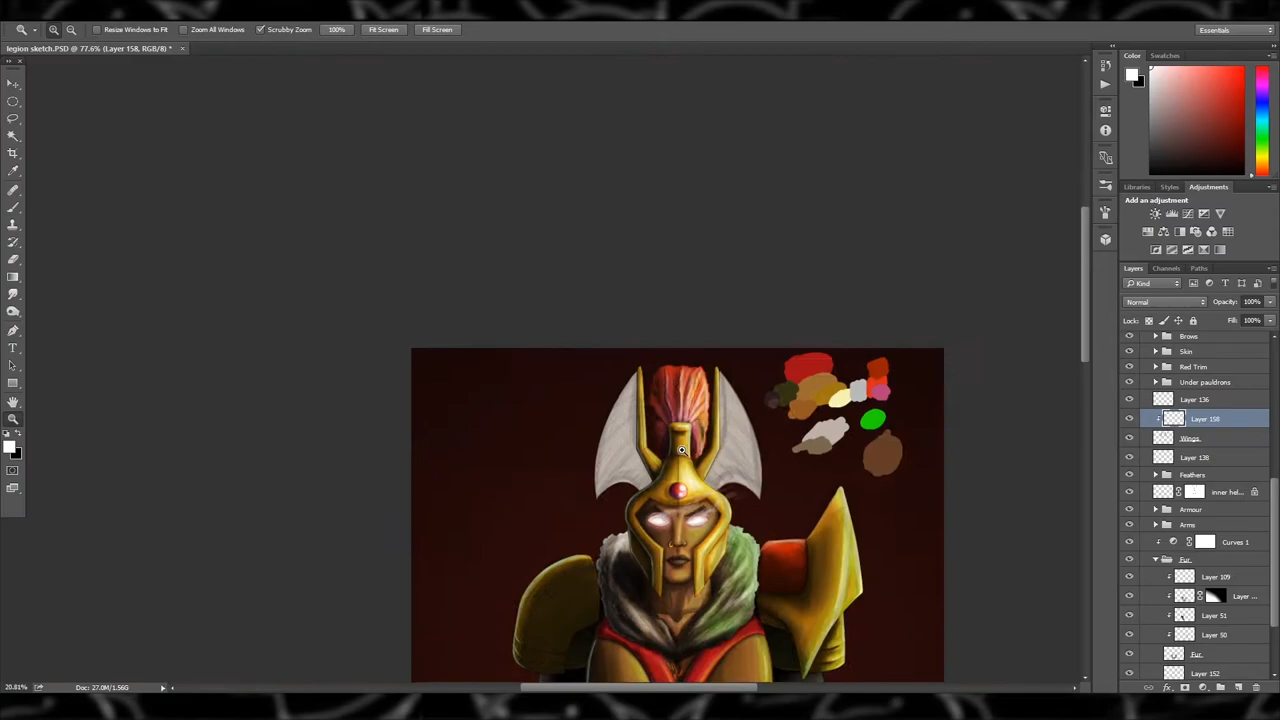 Resize Windows to Fit Zoom All Windows Scrubby Zoom 100% Fit Screen Fill Screen Essentials
legion sketch.PSD @ 77.6% (Layer 158, RGB/8) *
Color Swatches
Libraries Styles Adjustments
Add an adjustment
Layers Channels Paths
Kind
Normal Opacity: 100%
Lock: Fill: 100%
Brows
Skin
Red Trim
Under pauldrons
Layer 136
Layer 158
Wings
Layer 138
Feathers
inner hel...
Armour
Arms
Curves 1
Fur
Layer 109
Layer ...
Layer 51
Layer 50
Fur
Layer 152
20.81% Doc: 27.0M/1.56G